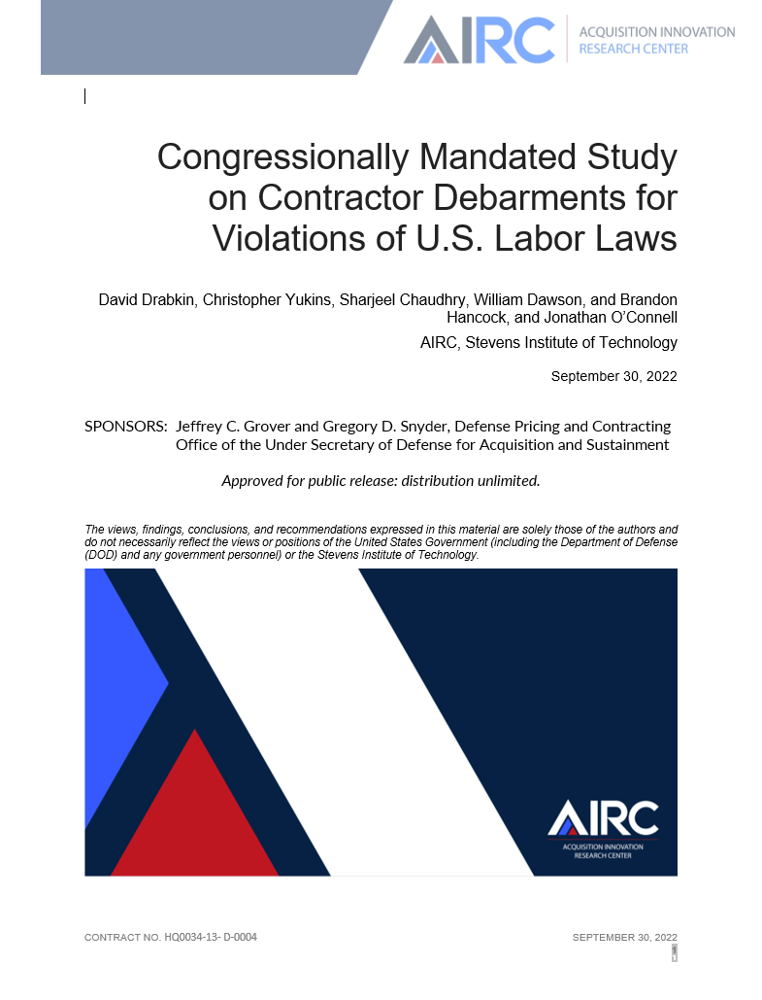 AIRC
ACQUISITION INNOVATION
RESEARCH CENTER
Congressionally Mandated Study
on Contractor Debarments for
Violations of U.S. Labor Laws
David Drabkin, Christopher Yukins, Sharjeel Chaudhry, William Dawson, and Brandon
Hancock, and Jonathan O’Connell
AIRC, Stevens Institute of Technology
September 30, 2022
SPONSORS: Jeffrey C. Grover and Gregory D. Snyder, Defense Pricing and Contracting
Office of the Under Secretary of Defense for Acquisition and Sustainment
Approved for public release: distribution unlimited.
The views, findings, conclusions, and recommendations expressed in this material are solely those of the authors and
do not necessarily reflect the views or positions of the United States Government (including the Department of Defense
(DOD) and any government personnel) or the Stevens Institute of Technology.
AIRC
ACQUISITION INNOVATION
RESEARCH CENTER
CONTRACT NO. HQ0034-13- D-0004
SEPTEMBER 30, 2022